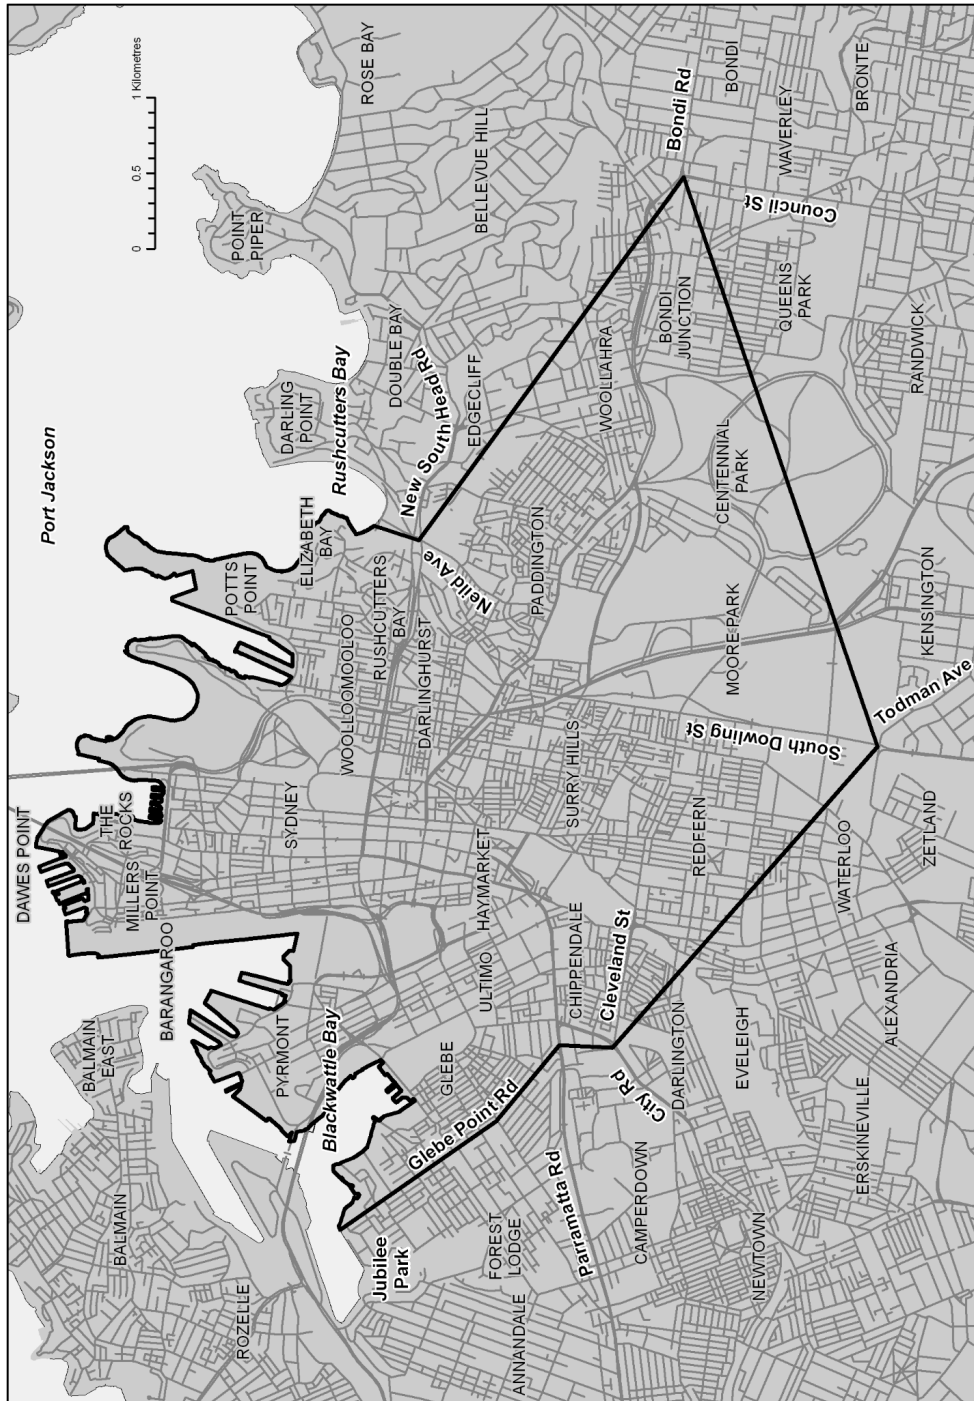 Port Jackson
DAWES POINT
THE
ROCKS
MILLERS
POINT
BARANGAROO
BALMAIN
EAST
BALMAIN
ROZELLE
PYRMONT
Blackwattle Bay
Jubilee
Park
SYDNEY
WOOLLOOMOOLOO
POTTS
POINT
ELIZABETH
BAY
RUSHCUTTERS
BAY
Rushcutters Bay
DARLING
POINT
POINT
PIPER
0
0.5
1 Kilometres
ROSE BAY
DOUBLE BAY
New South Head Rd
EDGECLIFF
BELLEVUE HILL
DARLINGHURST
Neild Ave
PADDINGTON
WOOLLAHRA
HAYMARKET
ULTIMO
GLEBE
Glebe Point Rd
FOREST
LODGE
ANNANDALE
Parramatta Rd
CHIPPENDALE
Cleveland St
City Rd
SURRY HILLS
REDFERN
South Dowling St
MOORE PARK
CENTENNIAL
PARK
BONDI
JUNCTION
Bondi Rd
BONDI
WAVERLEY
Council St
BRONTE
QUEENS
PARK
RANDWICK
KENSINGTON
Todman Ave
ZETLAND
WATERLOO
ALEXANDRIA
EVELEIGH
DARLINGTON
CAMPERDOWN
NEWTOWN
ERSKINEVILLE